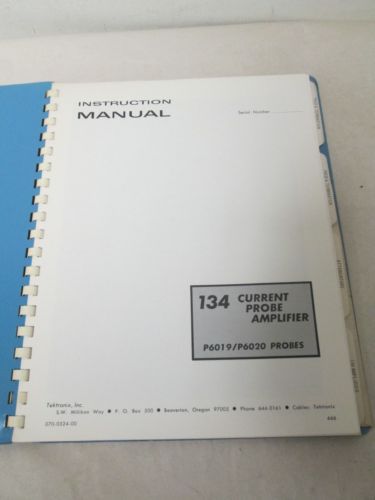 INSTRUCTION
MANUAL
Serial Number
134 CURRENT
PROBE
AMPLIFIER
P6019/P6020 PROBES
Tektronix, Inc.
S.W. Millikan Way ● P. O. Box 500 ● Beaverton, Oregon 97005 ● Phone 644-0161 ● Cables: Tektronix
070-0524-00